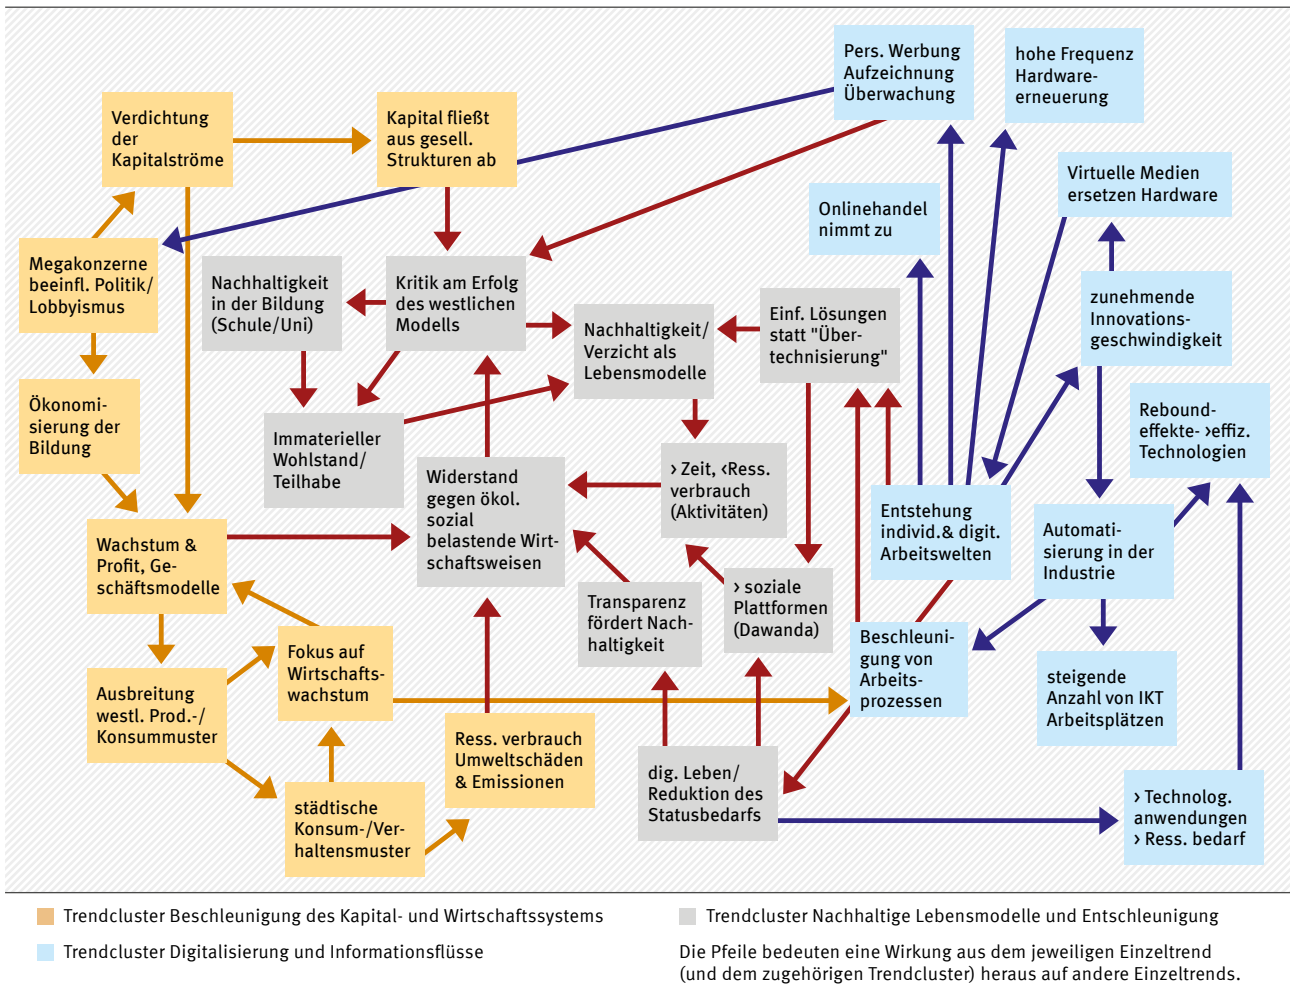 Pers. Werbung
Aufzeichnung
Überwachung
hohe Frequenz
Hardware-
erneuerung
Verdichtung
der
Kapitalströme
Kapital fließt
aus gesell.
Strukturen ab
Virtuelle Medien
ersetzen Hardware
Onlinehandel
nimmt zu
Megakonzerne
beeinfl. Politik/
Lobbyismus
Nachhaltigkeit
in der Bildung
(Schule/Uni)
Kritik am Erfolg
des westlichen
Modells
Nachhaltigkeit/
Verzicht als
Lebensmodelle
Einf. Lösungen
statt "Über-
technisierung"
zunehmende
Innovations-
geschwindigkeit
Ökonomi-
sierung der
Bildung
Immaterieller
Wohlstand/
Teilhabe
Rebound-
effekte- >effiz.
Technologien
Widerstand
gegen ökol.
sozial
belastende Wirt-
schaftsweisen
> Zeit, <Ress.
verbrauch
(Aktivitäten)
Entstehung
individ.& digit.
Arbeitswelten
Automati-
sierung in der
Industrie
Wachstum &
Profit, Ge-
schäftsmodelle
Transparenz
fördert Nach-
haltigkeit
> soziale
Plattformen
(Dawanda)
Beschleuni-
gung von
Arbeits-
prozessen
Fokus auf
Wirtschafts-
wachstum
steigende
Anzahl von IKT
Arbeitsplätzen
Ausbreitung
westl. Prod.-/
Konsummuster
Ress. verbrauch
Umweltschäden
& Emissionen
dig. Leben/
Reduktion des
Statusbedarfs
städtische
Konsum-/Ver-
haltensmuster
> Technolog.
anwendungen
> Ress. bedarf
Trendcluster Beschleunigung des Kapital- und Wirtschaftssystems
Trendcluster Digitalisierung und Informationsflüsse
Trendcluster Nachhaltige Lebensmodelle und Entschleunigung
Die Pfeile bedeuten eine Wirkung aus dem jeweiligen Einzeltrend
(und dem zugehörigen Trendcluster) heraus auf andere Einzeltrends.